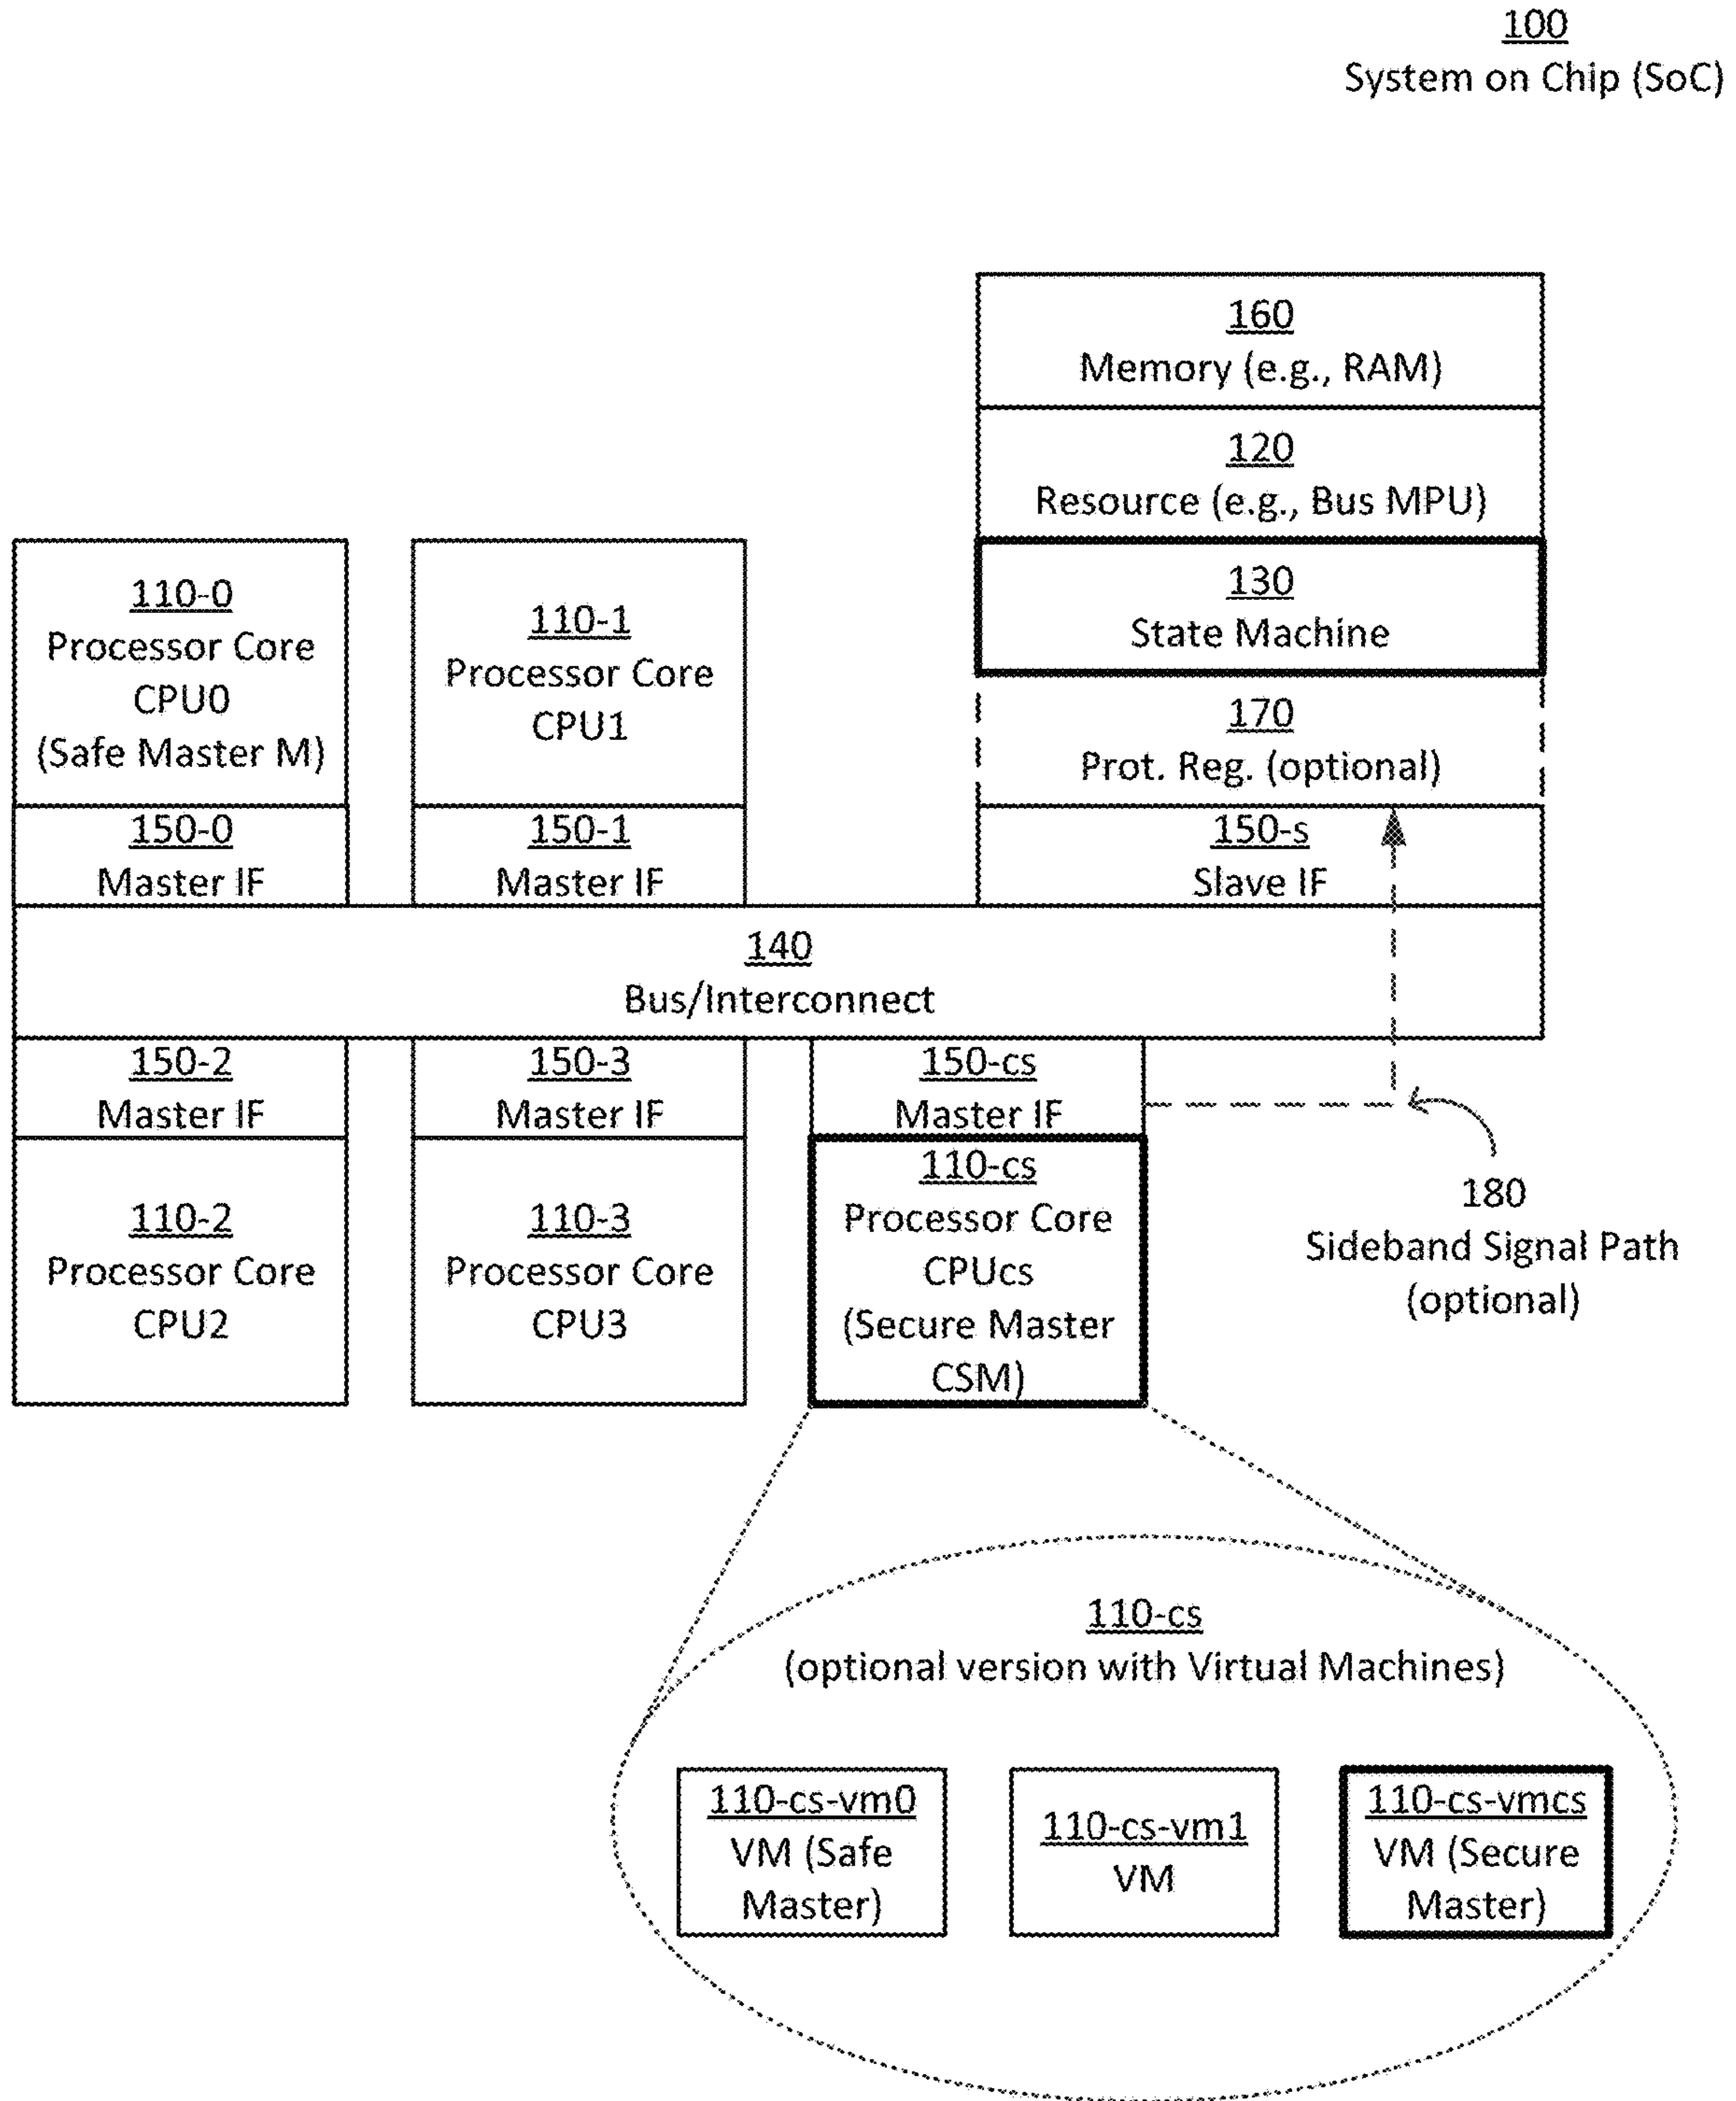 100
System on Chip (SoC)
160
Memory (e.g., RAM)
120
Resource (e.g., Bus MPU)
130
State Machine
170
Prot. Reg. (optional)
150-s
Slave IF
110-0
Processor Core
CPU0
(Safe Master M)
150-0
Master IF
110-1
Processor Core
CPU1
150-1
Master IF
140
Bus/Interconnect
150-2
Master IF
110-2
Processor Core
CPU2
150-3
Master IF
110-3
Processor Core
CPU3
150-cs
Master IF
110-cs
Processor Core
CPUcs
(Secure Master
CSM)
180
Sideband Signal Path
(optional)
110-cs
(optional version with Virtual Machines)
110-cs-vm0
VM (Safe
Master)
110-cs-vm1
VM
110-cs-vmcs
VM (Secure
Master)